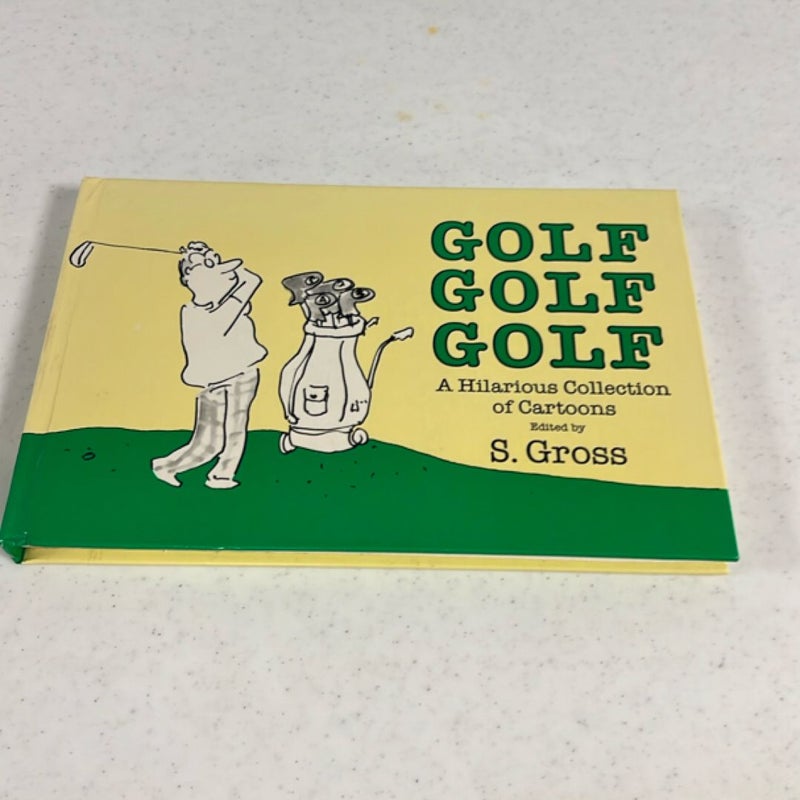 GOLF
GOLF
GOLF
A Hilarious Collection
of Cartoons
Edited by
S. Gross